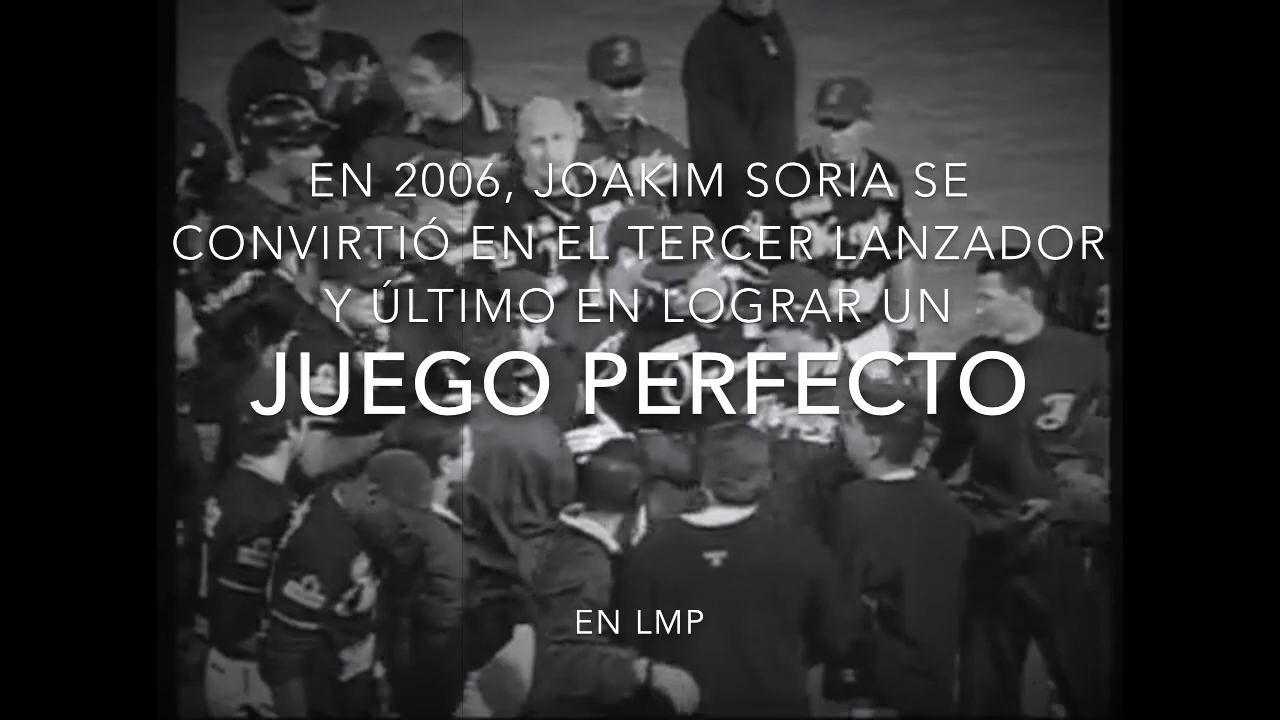 EN 2006, JOAKIM SORIA SE
CONVIRTIÓ EN EL TERCER LANZADOR
Y ÚLTIMO EN LOGRAR UN
JUEGO PERFECTO
EN LMP